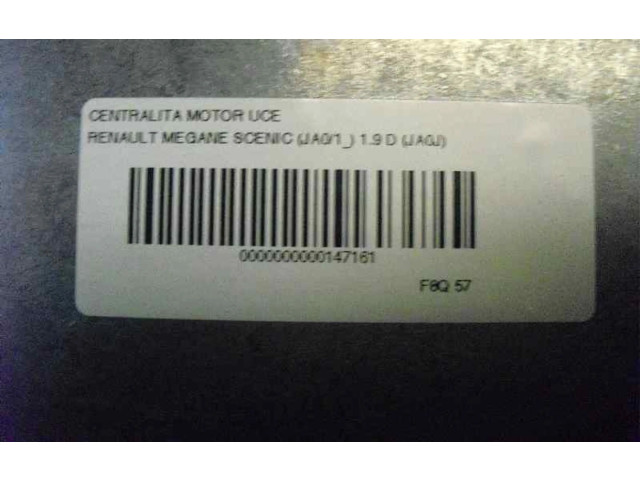 CENTRALITA MOTOR UCE
RENAULT MEGANE SCENIC (JA0/1_) 1.9 D (JA0J)
0000000000147161
F8Q 57